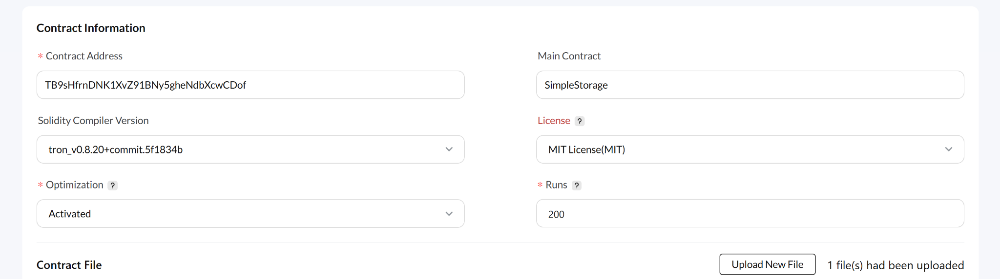 Contract Information
* Contract Address
Main Contract
TB9sHfrnDNK1XvZ91BNy5gheNdbXcwCDof
SimpleStorage
Solidity Compiler Version
License ?
tron_v0.8.20+commit.5f1834b
MIT License(MIT)
* Optimization ?
* Runs ?
Activated
200
Contract File
Upload New File
1 file(s) had been uploaded